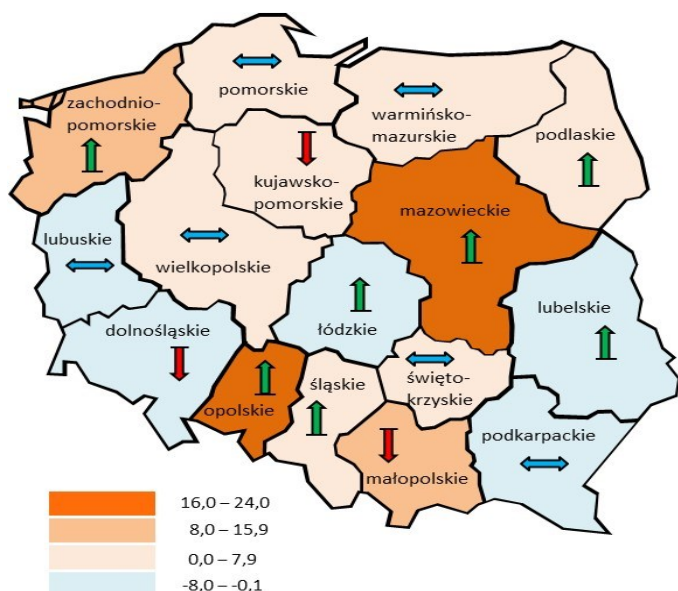 pomorskie
zachodnio-
pomorskie
warmińsko-
mazurskie
podlaskie
kujawsko-
pomorskie
mazowieckie
lubuskie
wielkopolskie
dolnośląskie
łódzkie
lubelskie
opolskie
śląskie
święto-
krzyskie
małopolskie
podkarpackie
16,0 – 24,0
8,0 – 15,9
0,0 – 7,9
-8,0 – -0,1